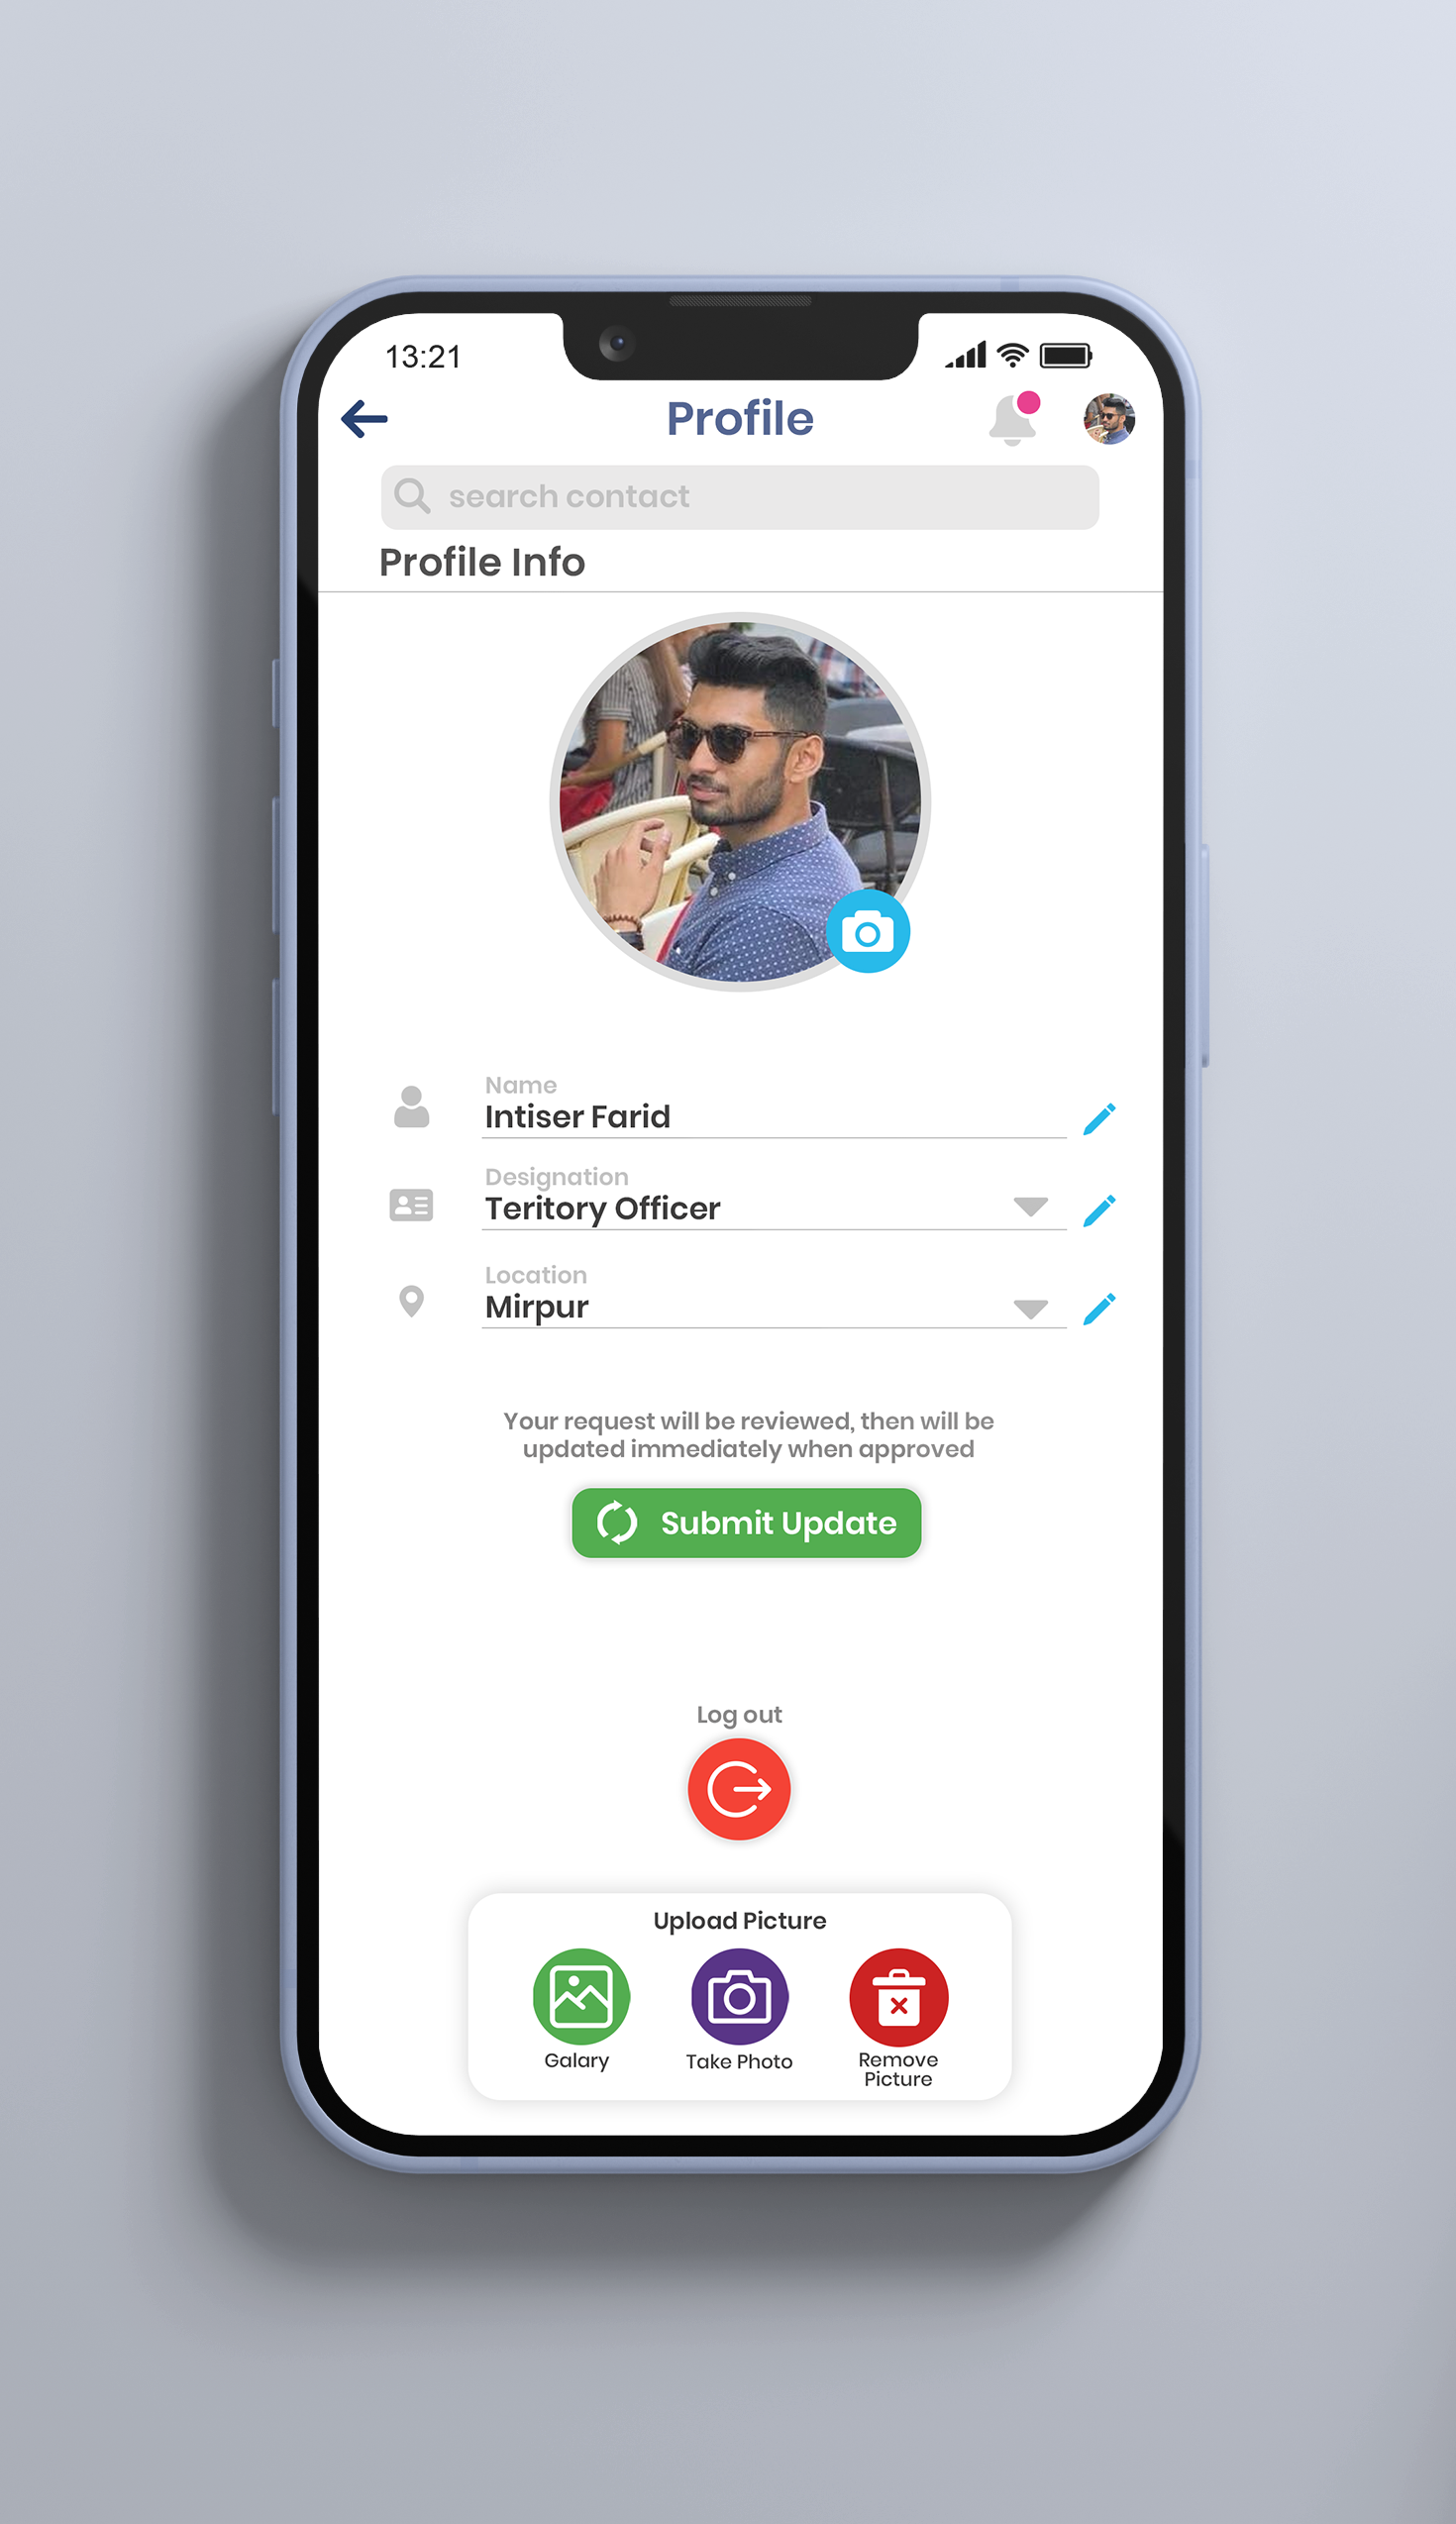 13:21
Profile
search contact
Profile Info
Name
Intiser Farid
Designation
Teritory Officer
Location
Mirpur
Your request will be reviewed, then will be
updated immediately when approved
Submit Update
Log out
Upload Picture
Galary
Take Photo
Remove
Picture